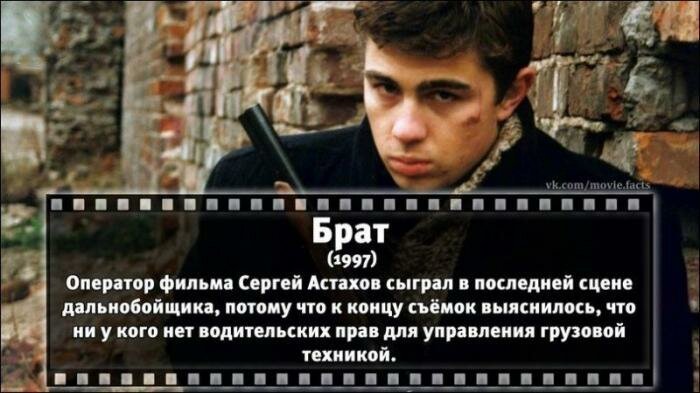 vk.com/movie.facts
Брат
(1997)
Оператор фильма Сергей Астахов сыграл в последней сцене
дальнобойщика, потому что к концу съёмок выяснилось, что
ни у кого нет водительских прав для управления грузовой
техникой.